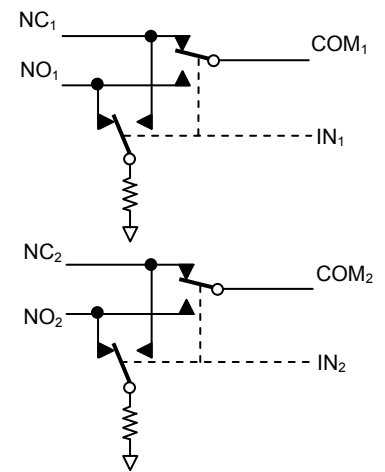 NC₁
COM₁
NO₁
IN₁
NC₂
COM₂
NO₂
IN₂